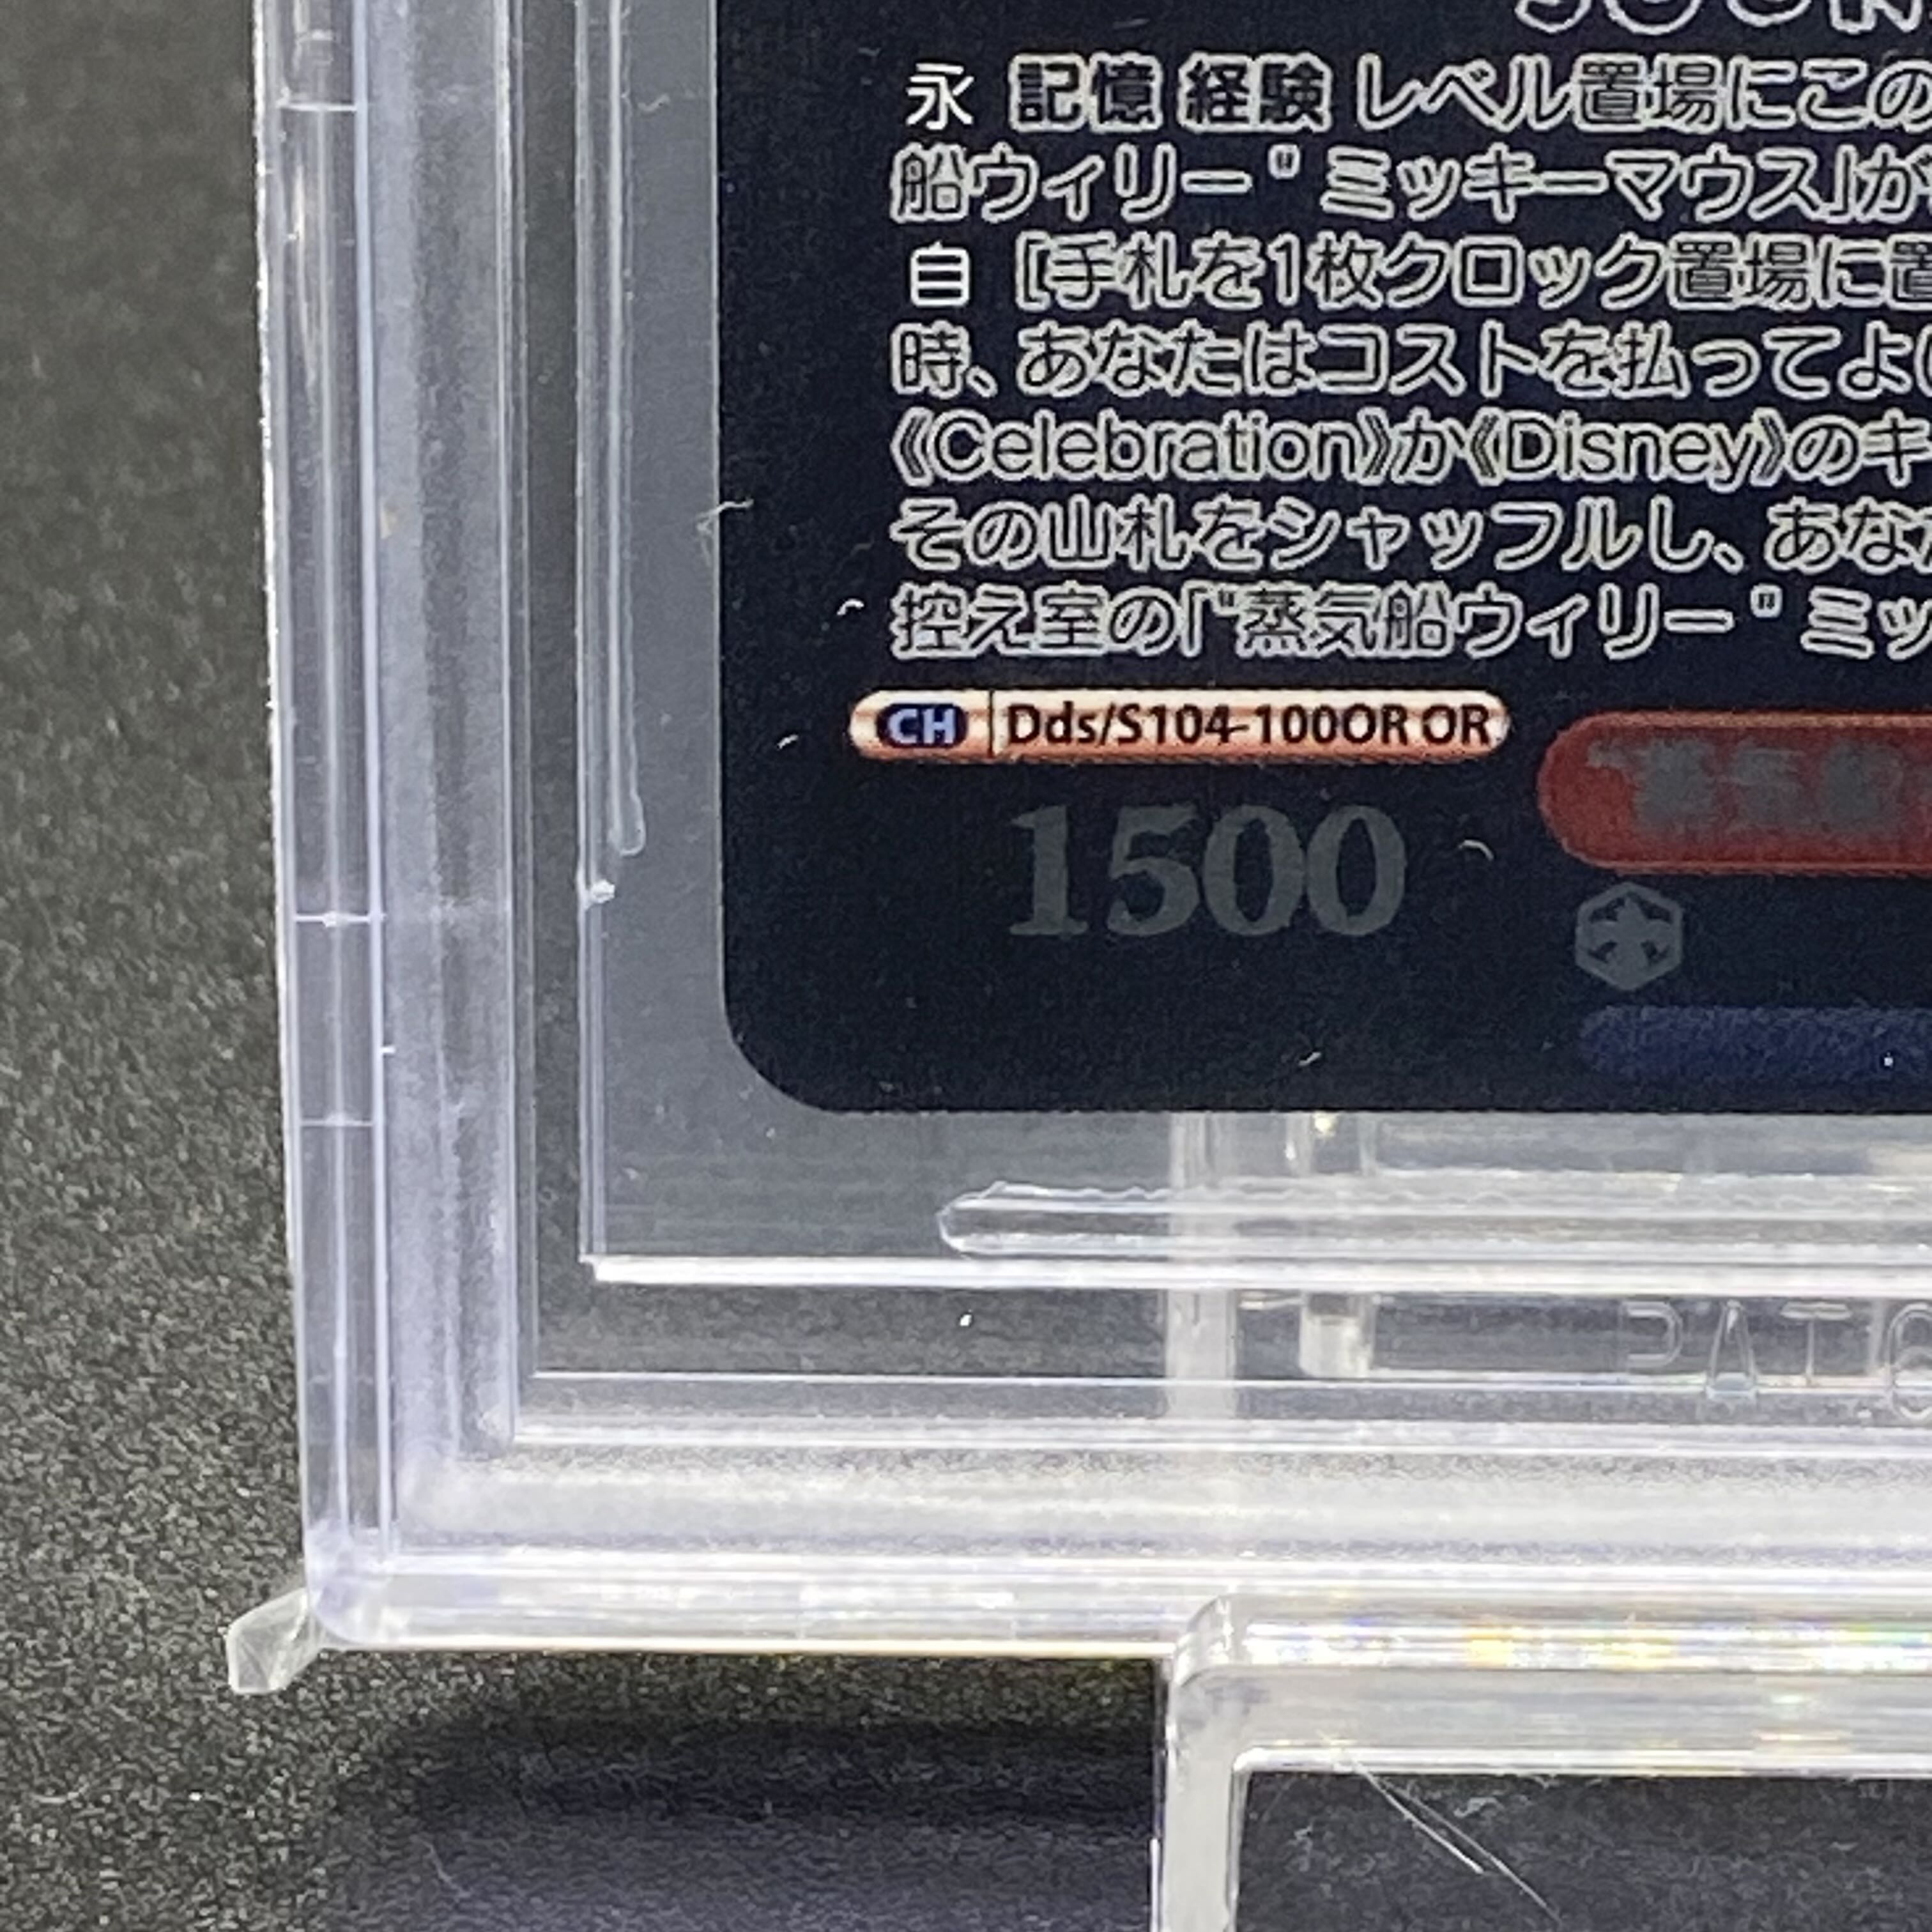 永 記憶 経験 レベル置場にこの
船ウィリー" ミッキーマウス」が
自 [手札を1枚クロック置場に置
時、あなたはコストを払ってよい
《Celebration》か《Disney》のキ
その山札をシャッフルし、あなた
控え室の「"蒸気船ウィリー" ミッ
CH Dds/S104-100OR OR
1500
PAT